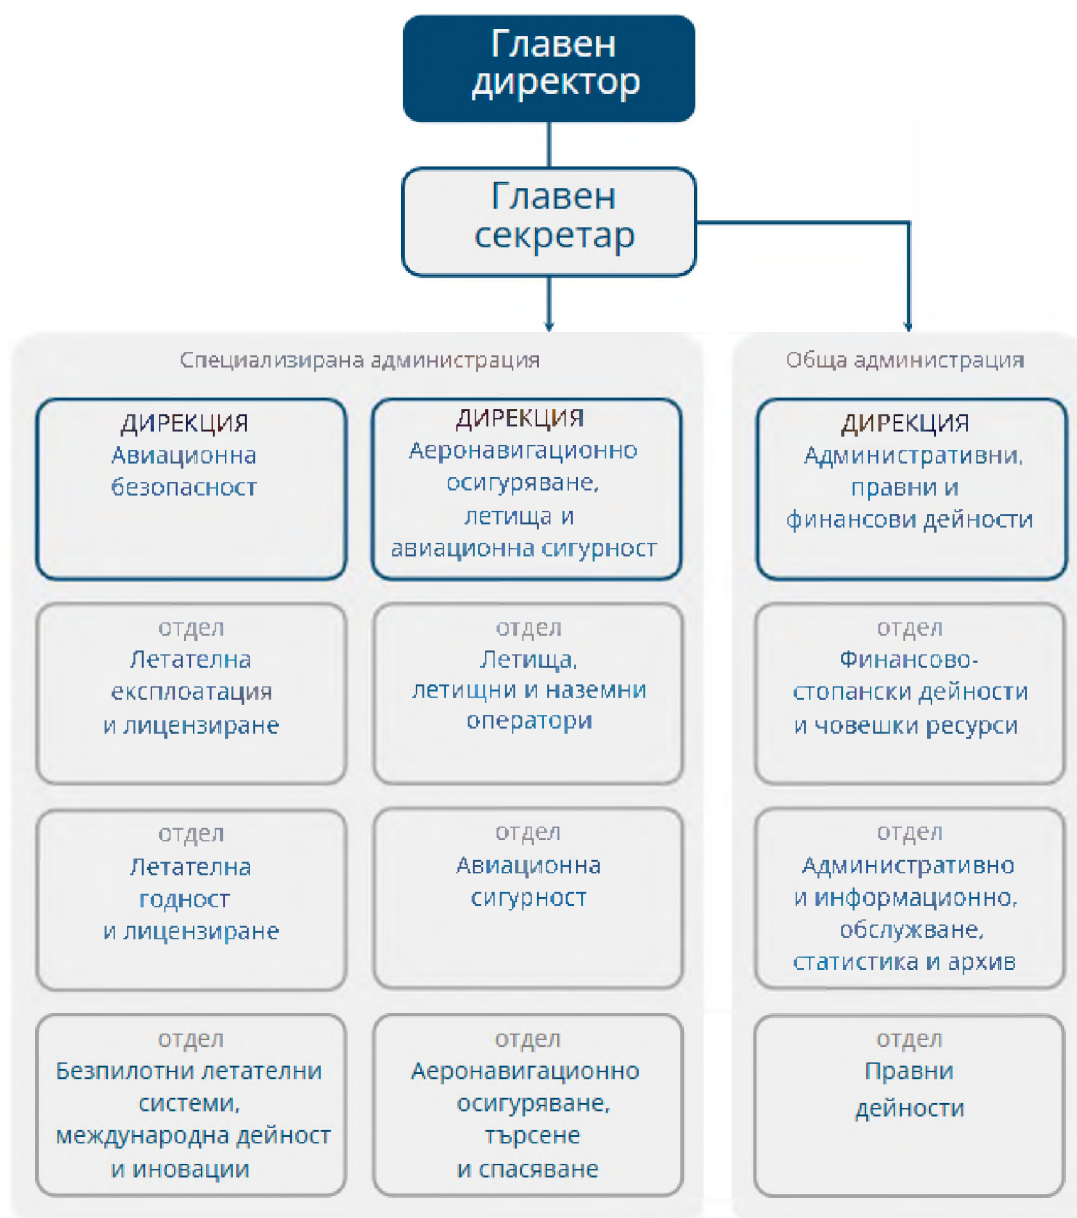 Главен
директор
Главен
секретар
Специализирана администрация
ДИРЕКЦИЯ
Авиационна
безопасност
ДИРЕКЦИЯ
Аеронавигационно
осигуряване,
летища и
авиационна сигурност
отдел
Летателна
експлоатация
и лицензиране
отдел
Летища,
летищни и наземни
оператори
отдел
Летателна
годност
и лицензиране
отдел
Авиационна
сигурност
отдел
Безпилотни летателни
системи,
международна дейност
и иновации
отдел
Аеронавигационно
осигуряване,
търсене
и спасяване
Обща администрация
ДИРЕКЦИЯ
Административни,
правни и
финансови дейности
отдел
Финансово-
стопански дейности
и човешки ресурси
отдел
Административно
и информационно,
обслужване,
статистика и архив
отдел
Правни
дейности